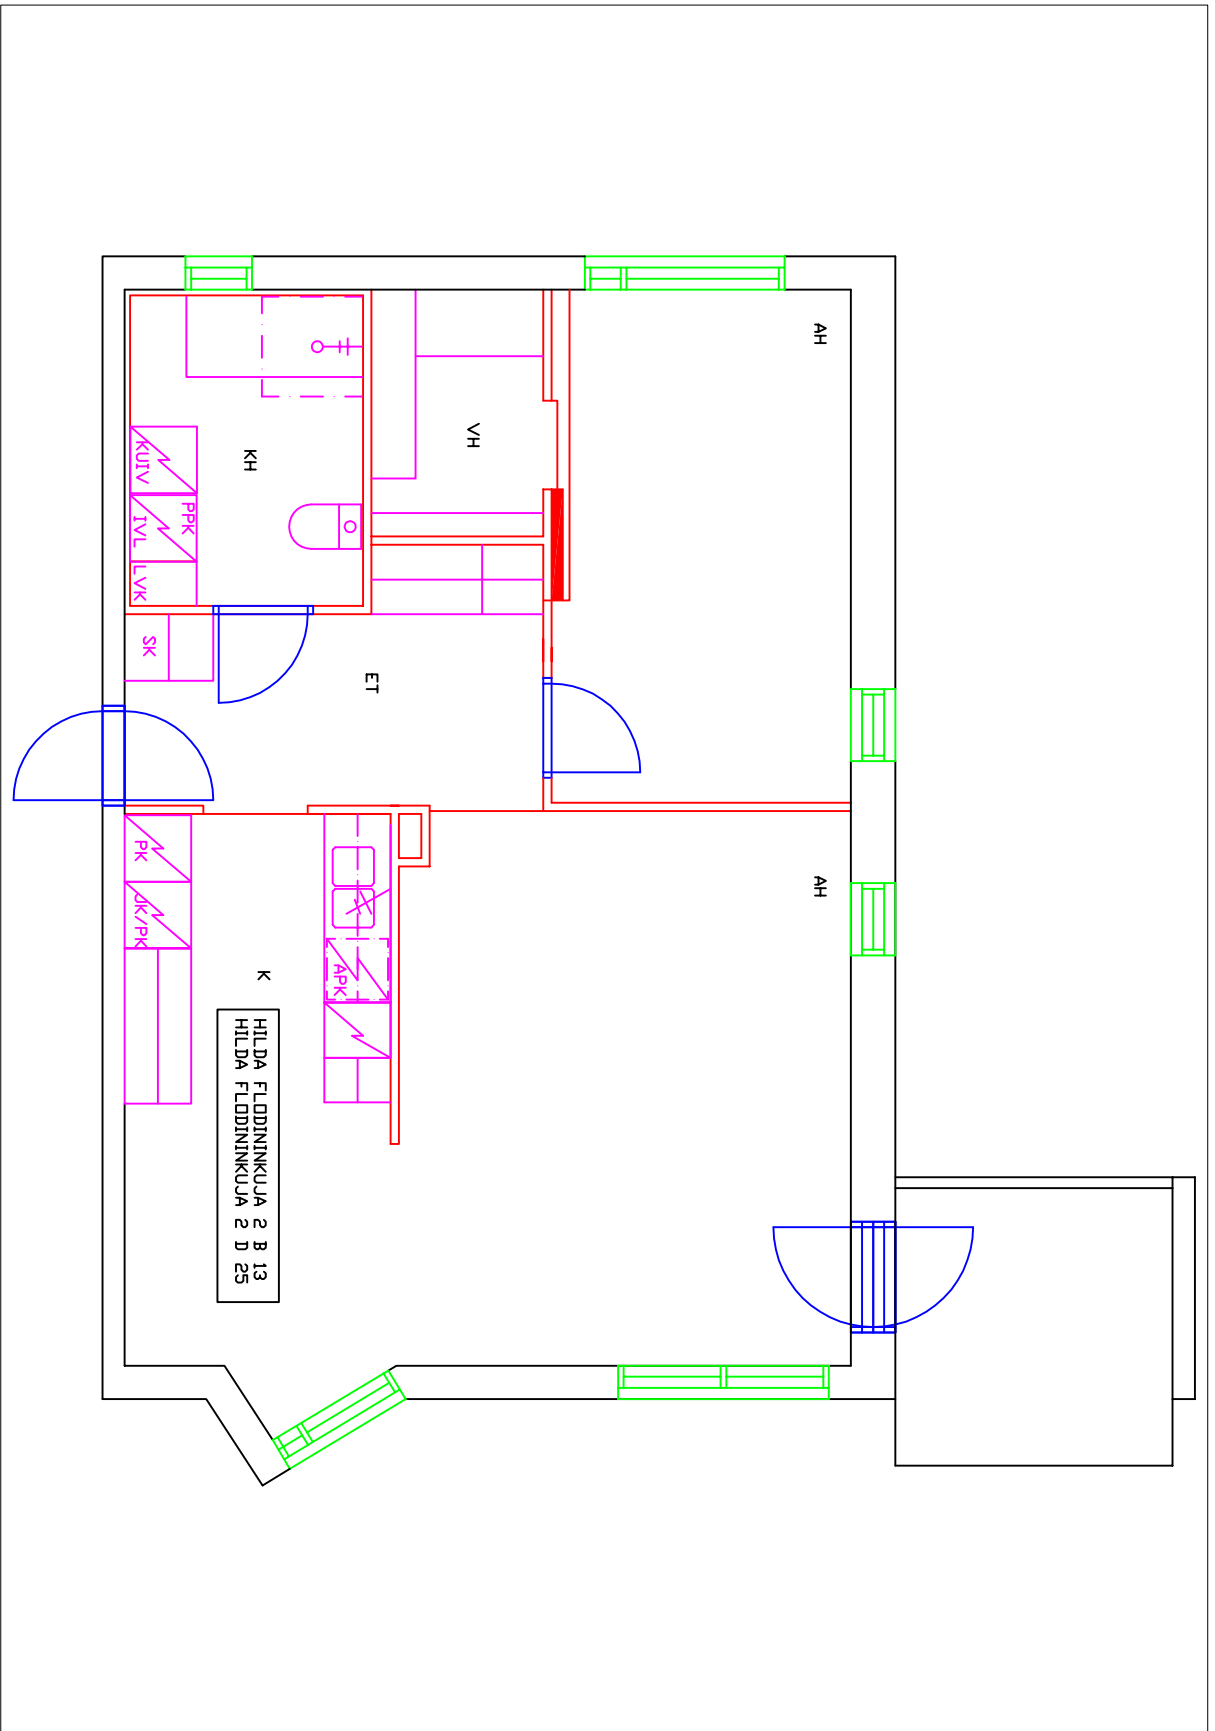 AH
VH
KH
KUIV
PPK
IVL
LVK
SK
ET
AH
PK
JK/PK
APK
K
HILDA FLODININKUJA 2 B 13
HILDA FLODININKUJA 2 D 25